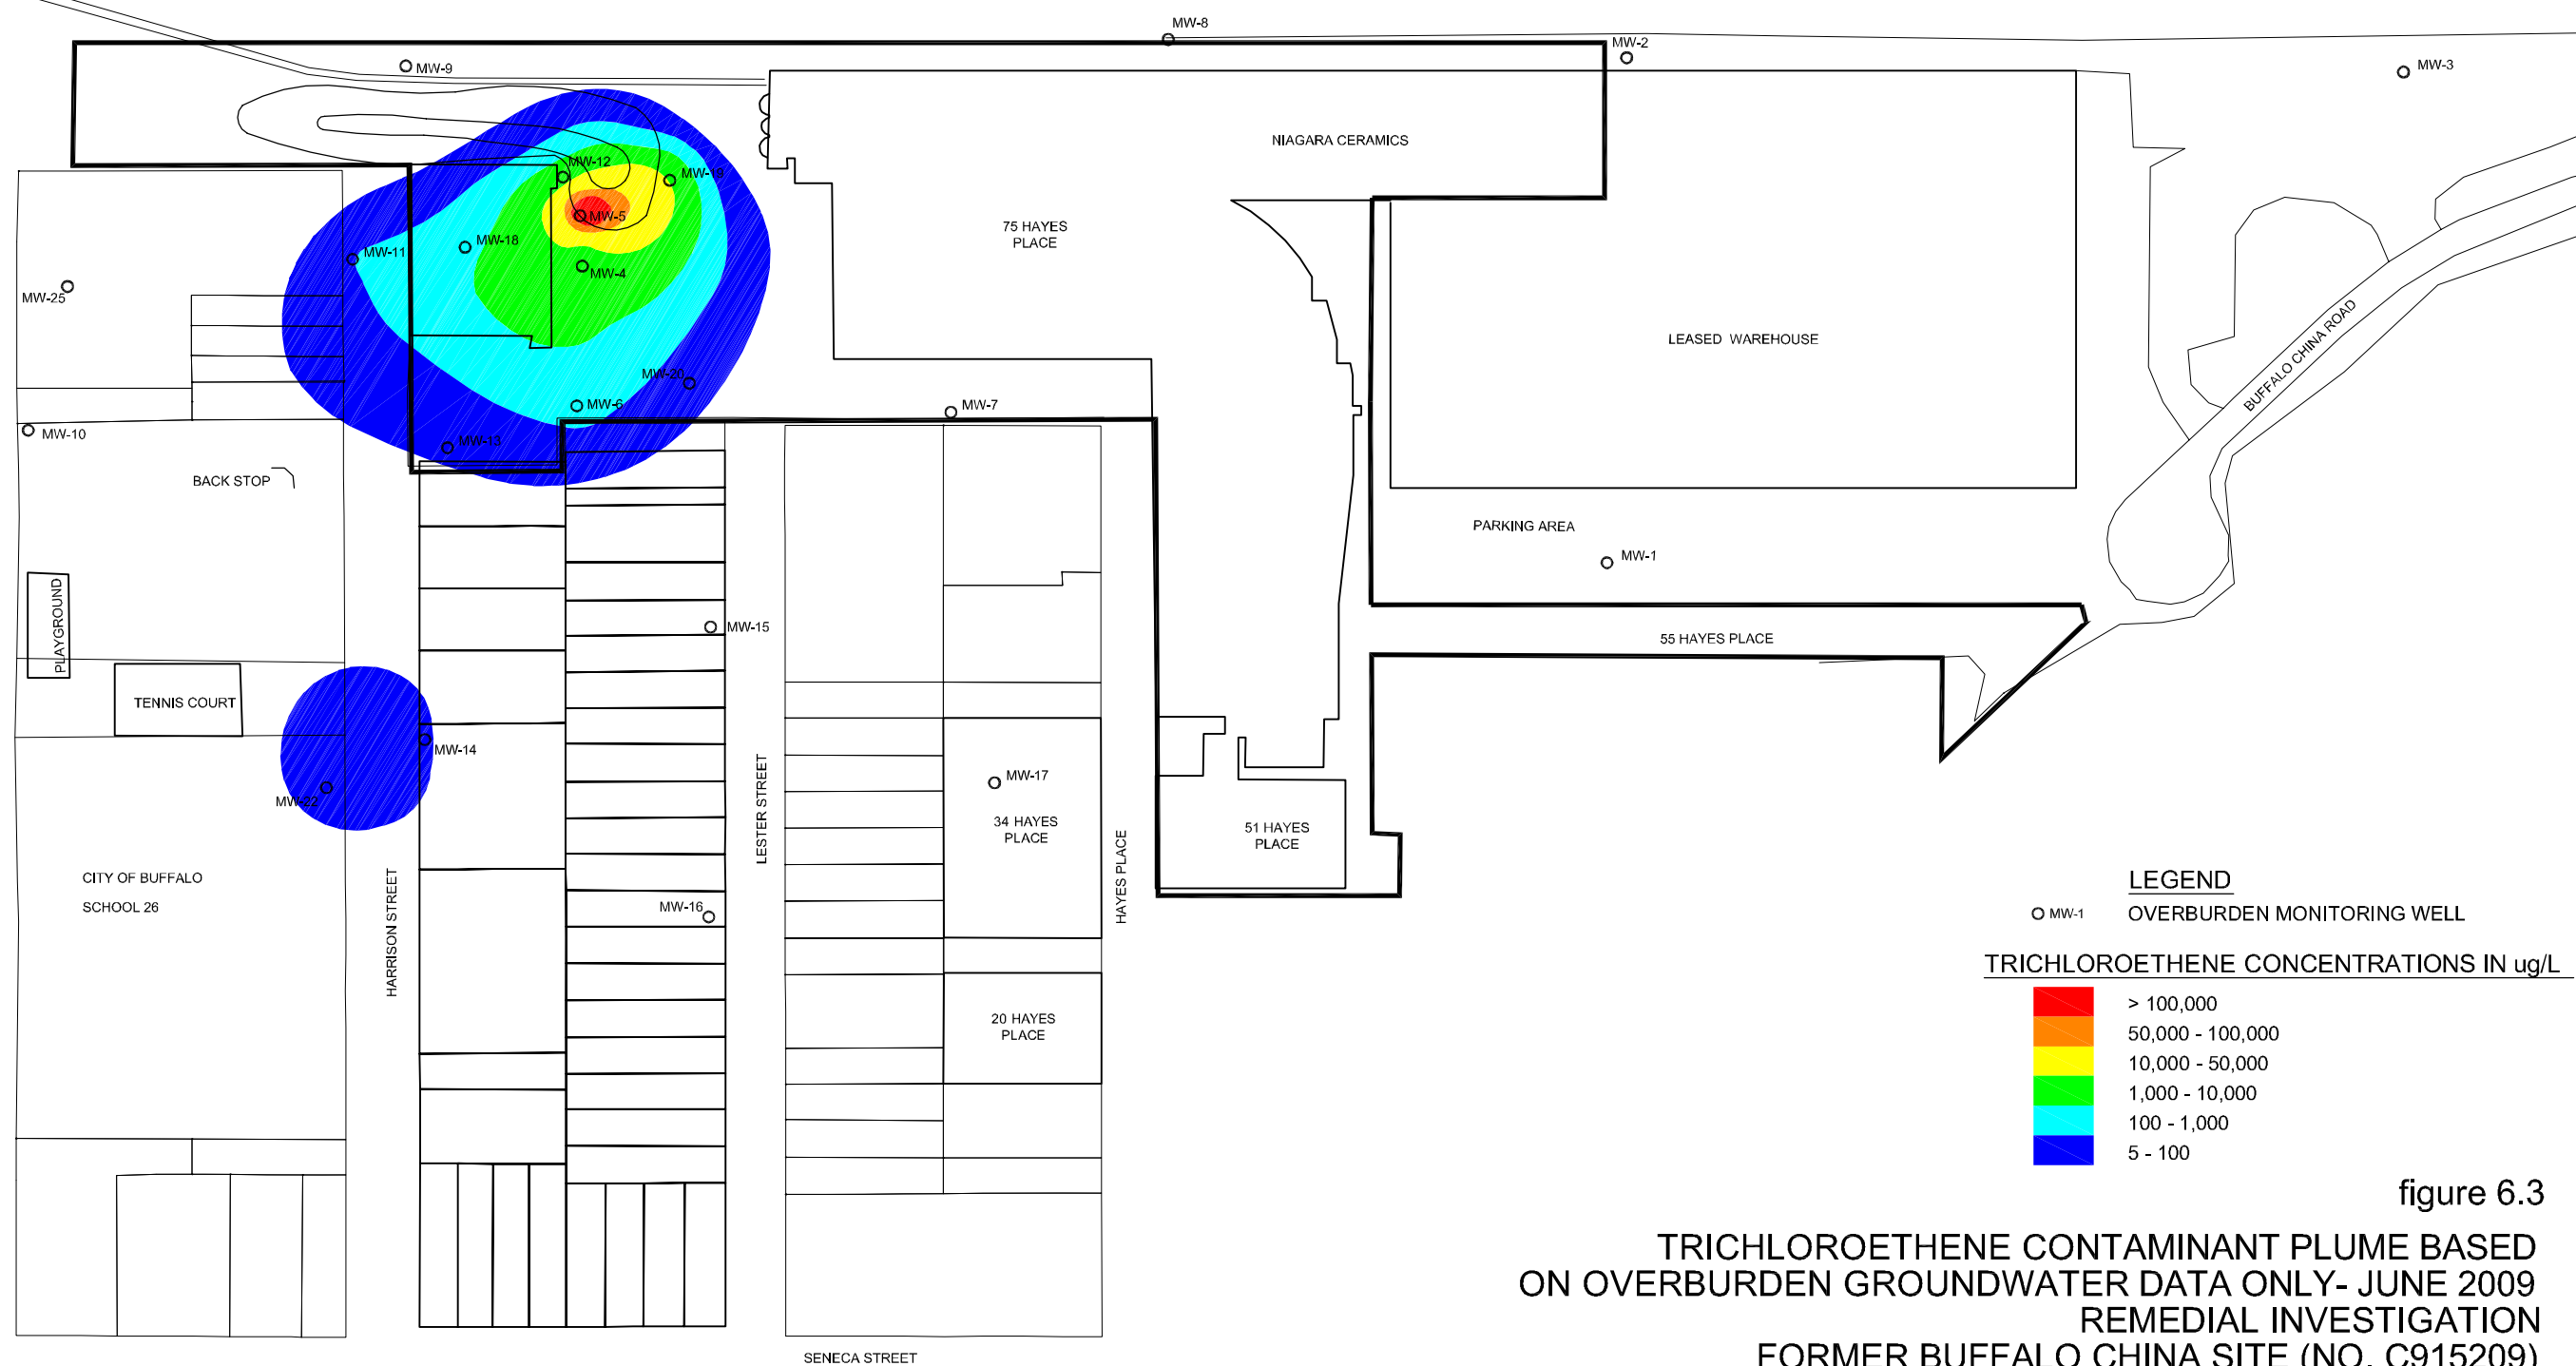 MW-8
MW-2
MW-9
MW-3
NIAGARA CERAMICS
MW-12
MW-19
MW-5
75 HAYES
PLACE
MW-18
MW-11
MW-4
MW-25
LEASED WAREHOUSE
BUFFALO CHINA ROAD
MW-20
MW-6
MW-7
MW-10
MW-13
BACK STOP
PARKING AREA
MW-1
PLAYGROUND
MW-15
55 HAYES PLACE
TENNIS COURT
MW-14
MW-22
MW-17
34 HAYES
PLACE
51 HAYES
PLACE
LESTER STREET
HAYES PLACE
CITY OF BUFFALO
SCHOOL 26
HARRISON STREET
MW-16
20 HAYES
PLACE
SENECA STREET
LEGEND
MW-1 OVERBURDEN MONITORING WELL
TRICHLOROETHENE CONCENTRATIONS IN ug/L
> 100,000
50,000 - 100,000
10,000 - 50,000
1,000 - 10,000
100 - 1,000
5 - 100
figure 6.3
TRICHLOROETHENE CONTAMINANT PLUME BASED
ON OVERBURDEN GROUNDWATER DATA ONLY- JUNE 2009
REMEDIAL INVESTIGATION
FORMER BUFFALO CHINA SITE (NO. C915209)